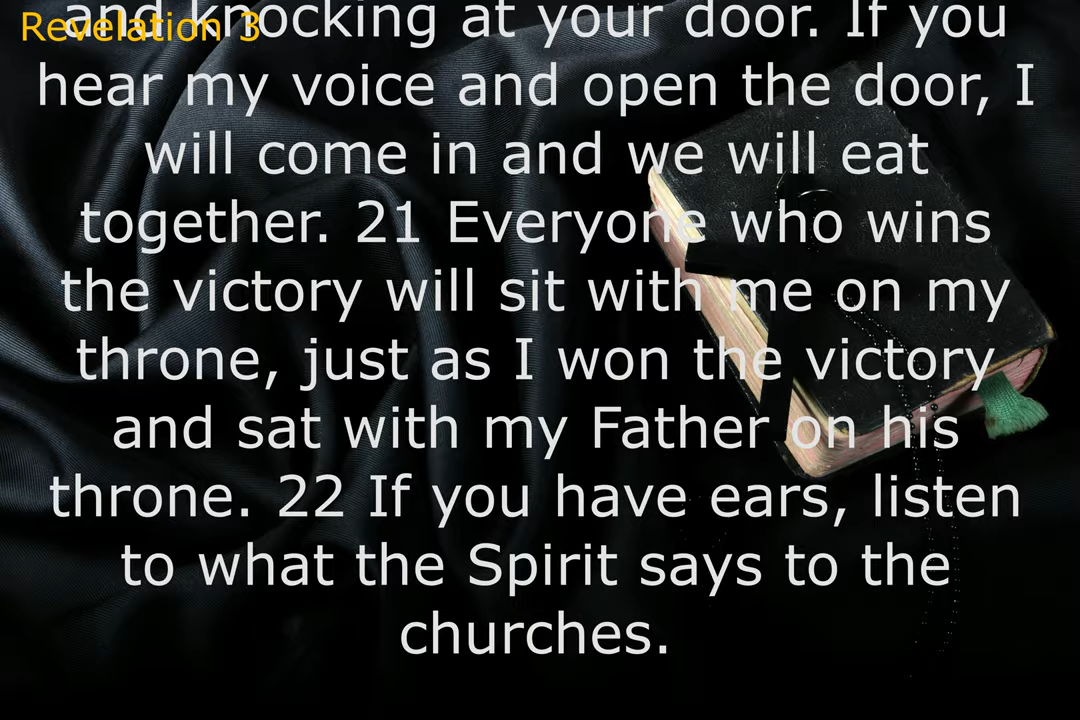 Revelation 3
and knocking at your door. If you
hear my voice and open the door, I
will come in and we will eat
together. 21 Everyone who wins
the victory will sit with me on my
throne, just as I won the victory
and sat with my Father on his
throne. 22 If you have ears, listen
to what the Spirit says to the
churches.